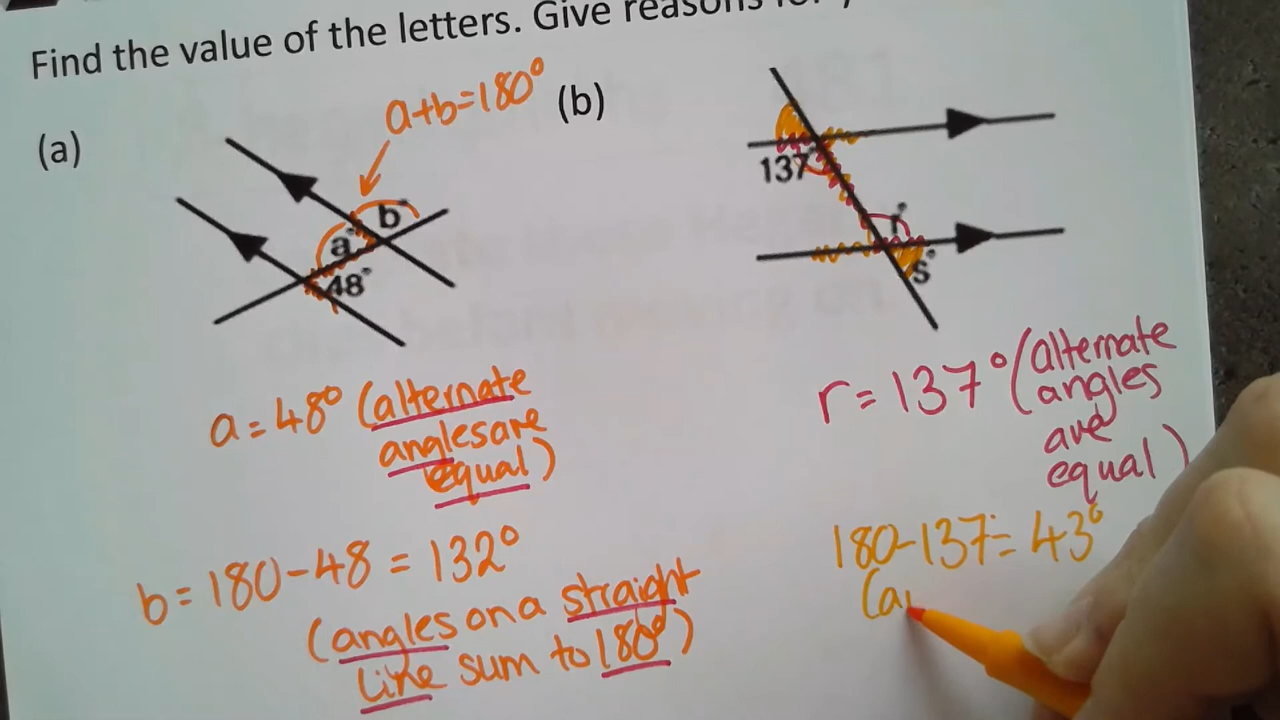 Find the value of the letters. Give reasons for
(a)
a+b=180°
(b)
b°
a°
48°
137°
r°
s°
a=48° (alternate
angles are
equal)
b=180-48=132°
(angles on a straight
line sum to 180°)
r=137° (alternate
angles
are
equal)
180-137=43°
(a